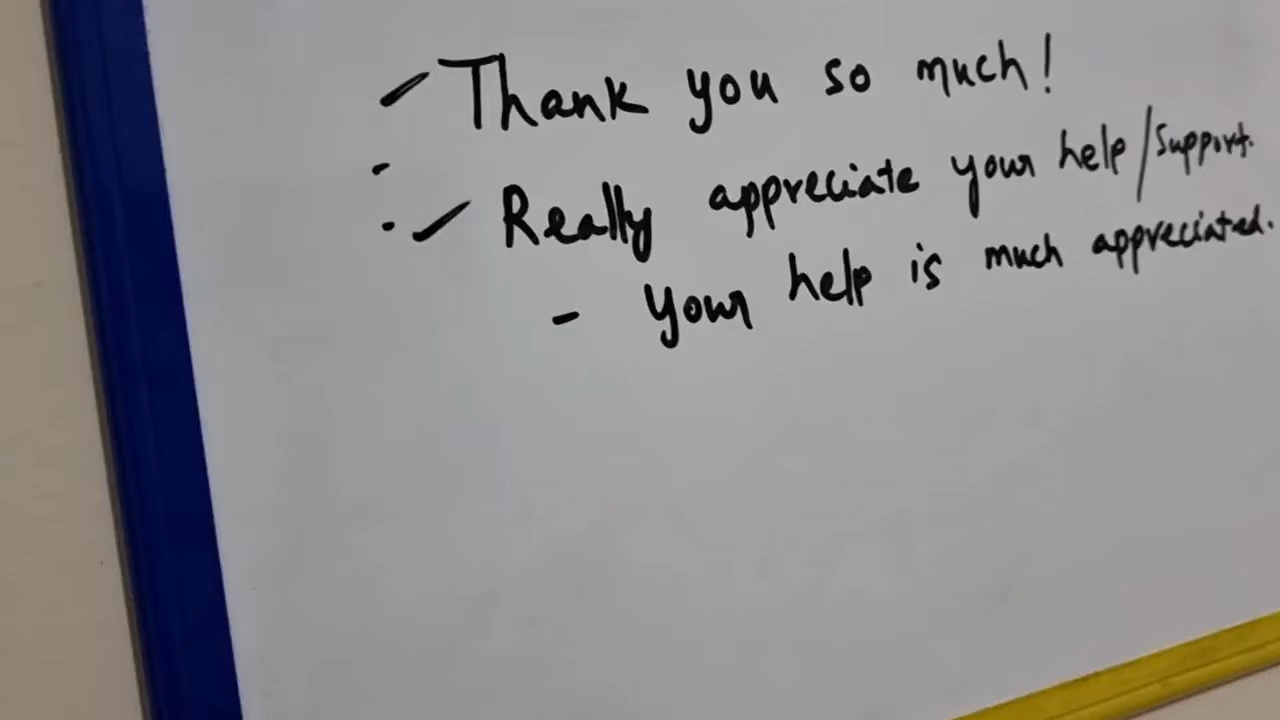 - Thank you so much!
- Really appreciate your help/support.
- Your help is much appreciated.